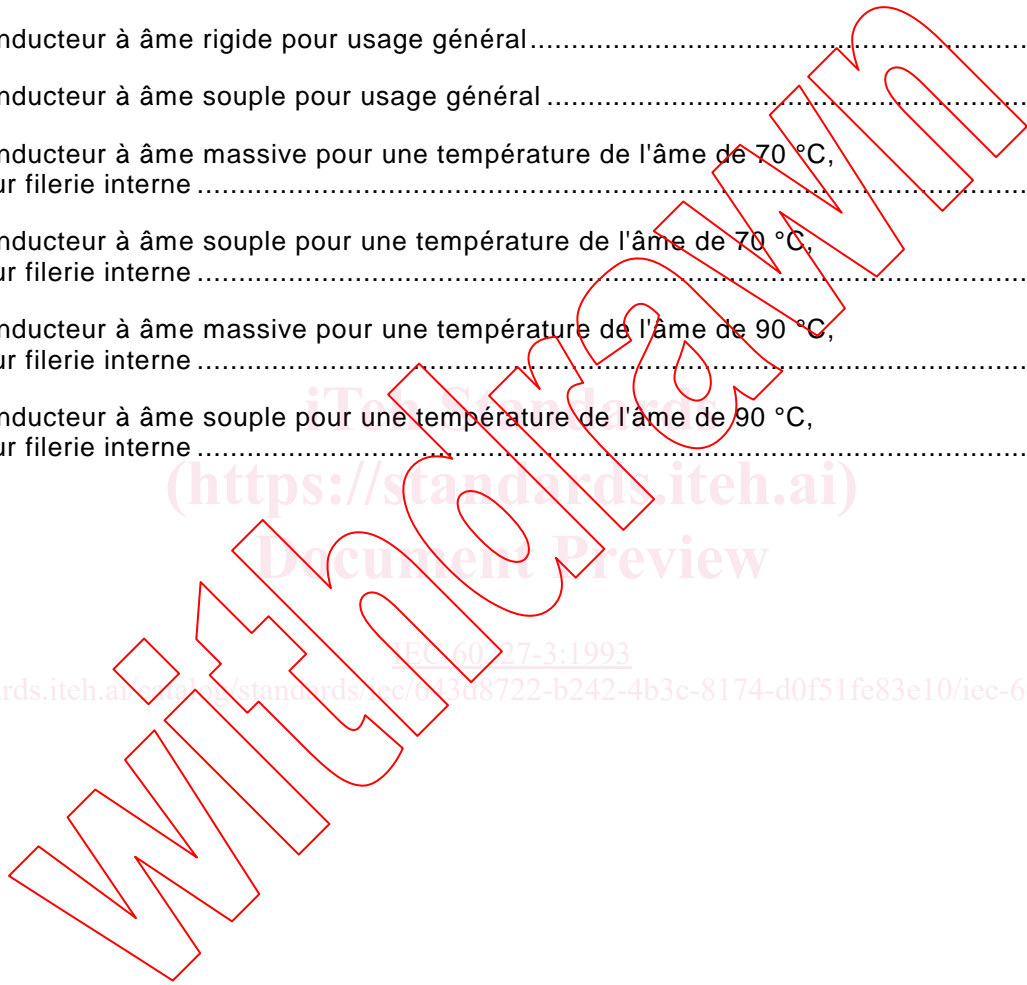 nducteur à âme rigide pour usage général
nducteur à âme souple pour usage général
nducteur à âme massive pour une température de l'âme de 70 °C,
ur filerie interne
nducteur à âme souple pour une température de l'âme de 70 °C,
ur filerie interne
nducteur à âme massive pour une température de l'âme de 90 °C,
ur filerie interne
iTeh Standards
nducteur à âme souple pour une température de l'âme de 90 °C,
ur filerie interne
(https://standards.iteh.ai)
Document Preview
IEC 60227-3:1993
rds.iteh.ai/catalog/standards/iec/643d8722-b242-4b3c-8174-d0f51fe83e10/iec-6
withdrawn